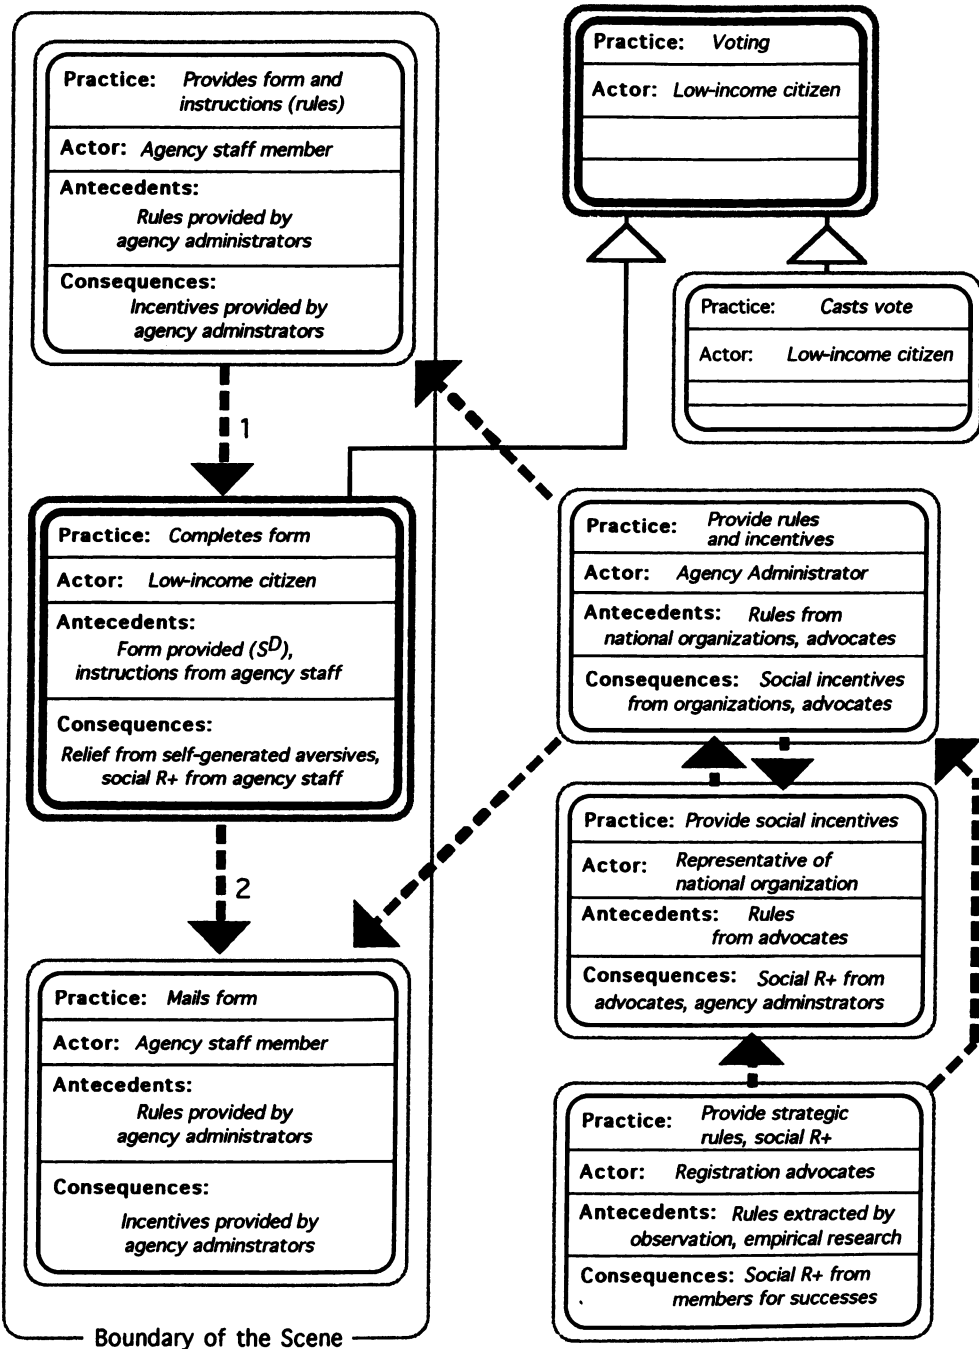 Practice: Provides form and
instructions (rules)
Actor: Agency staff member
Antecedents:
Rules provided by
agency administrators
Consequences:
Incentives provided by
agency adminstrators
1
Practice: Completes form
Actor: Low-income citizen
Antecedents:
Form provided (S^D),
instructions from agency staff
Consequences:
Relief from self-generated aversives,
social R+ from agency staff
2
Practice: Mails form
Actor: Agency staff member
Antecedents:
Rules provided by
agency administrators
Consequences:
Incentives provided by
agency adminstrators
Boundary of the Scene
Practice: Voting
Actor: Low-income citizen
Practice: Casts vote
Actor: Low-income citizen
Practice: Provide rules
and incentives
Actor: Agency Administrator
Antecedents: Rules from
national organizations, advocates
Consequences: Social incentives
from organizations, advocates
Practice: Provide social incentives
Actor: Representative of
national organization
Antecedents: Rules
from advocates
Consequences: Social R+ from
advocates, agency adminstrators
Practice: Provide strategic
rules, social R+
Actor: Registration advocates
Antecedents: Rules extracted by
observation, empirical research
Consequences: Social R+ from
members for successes